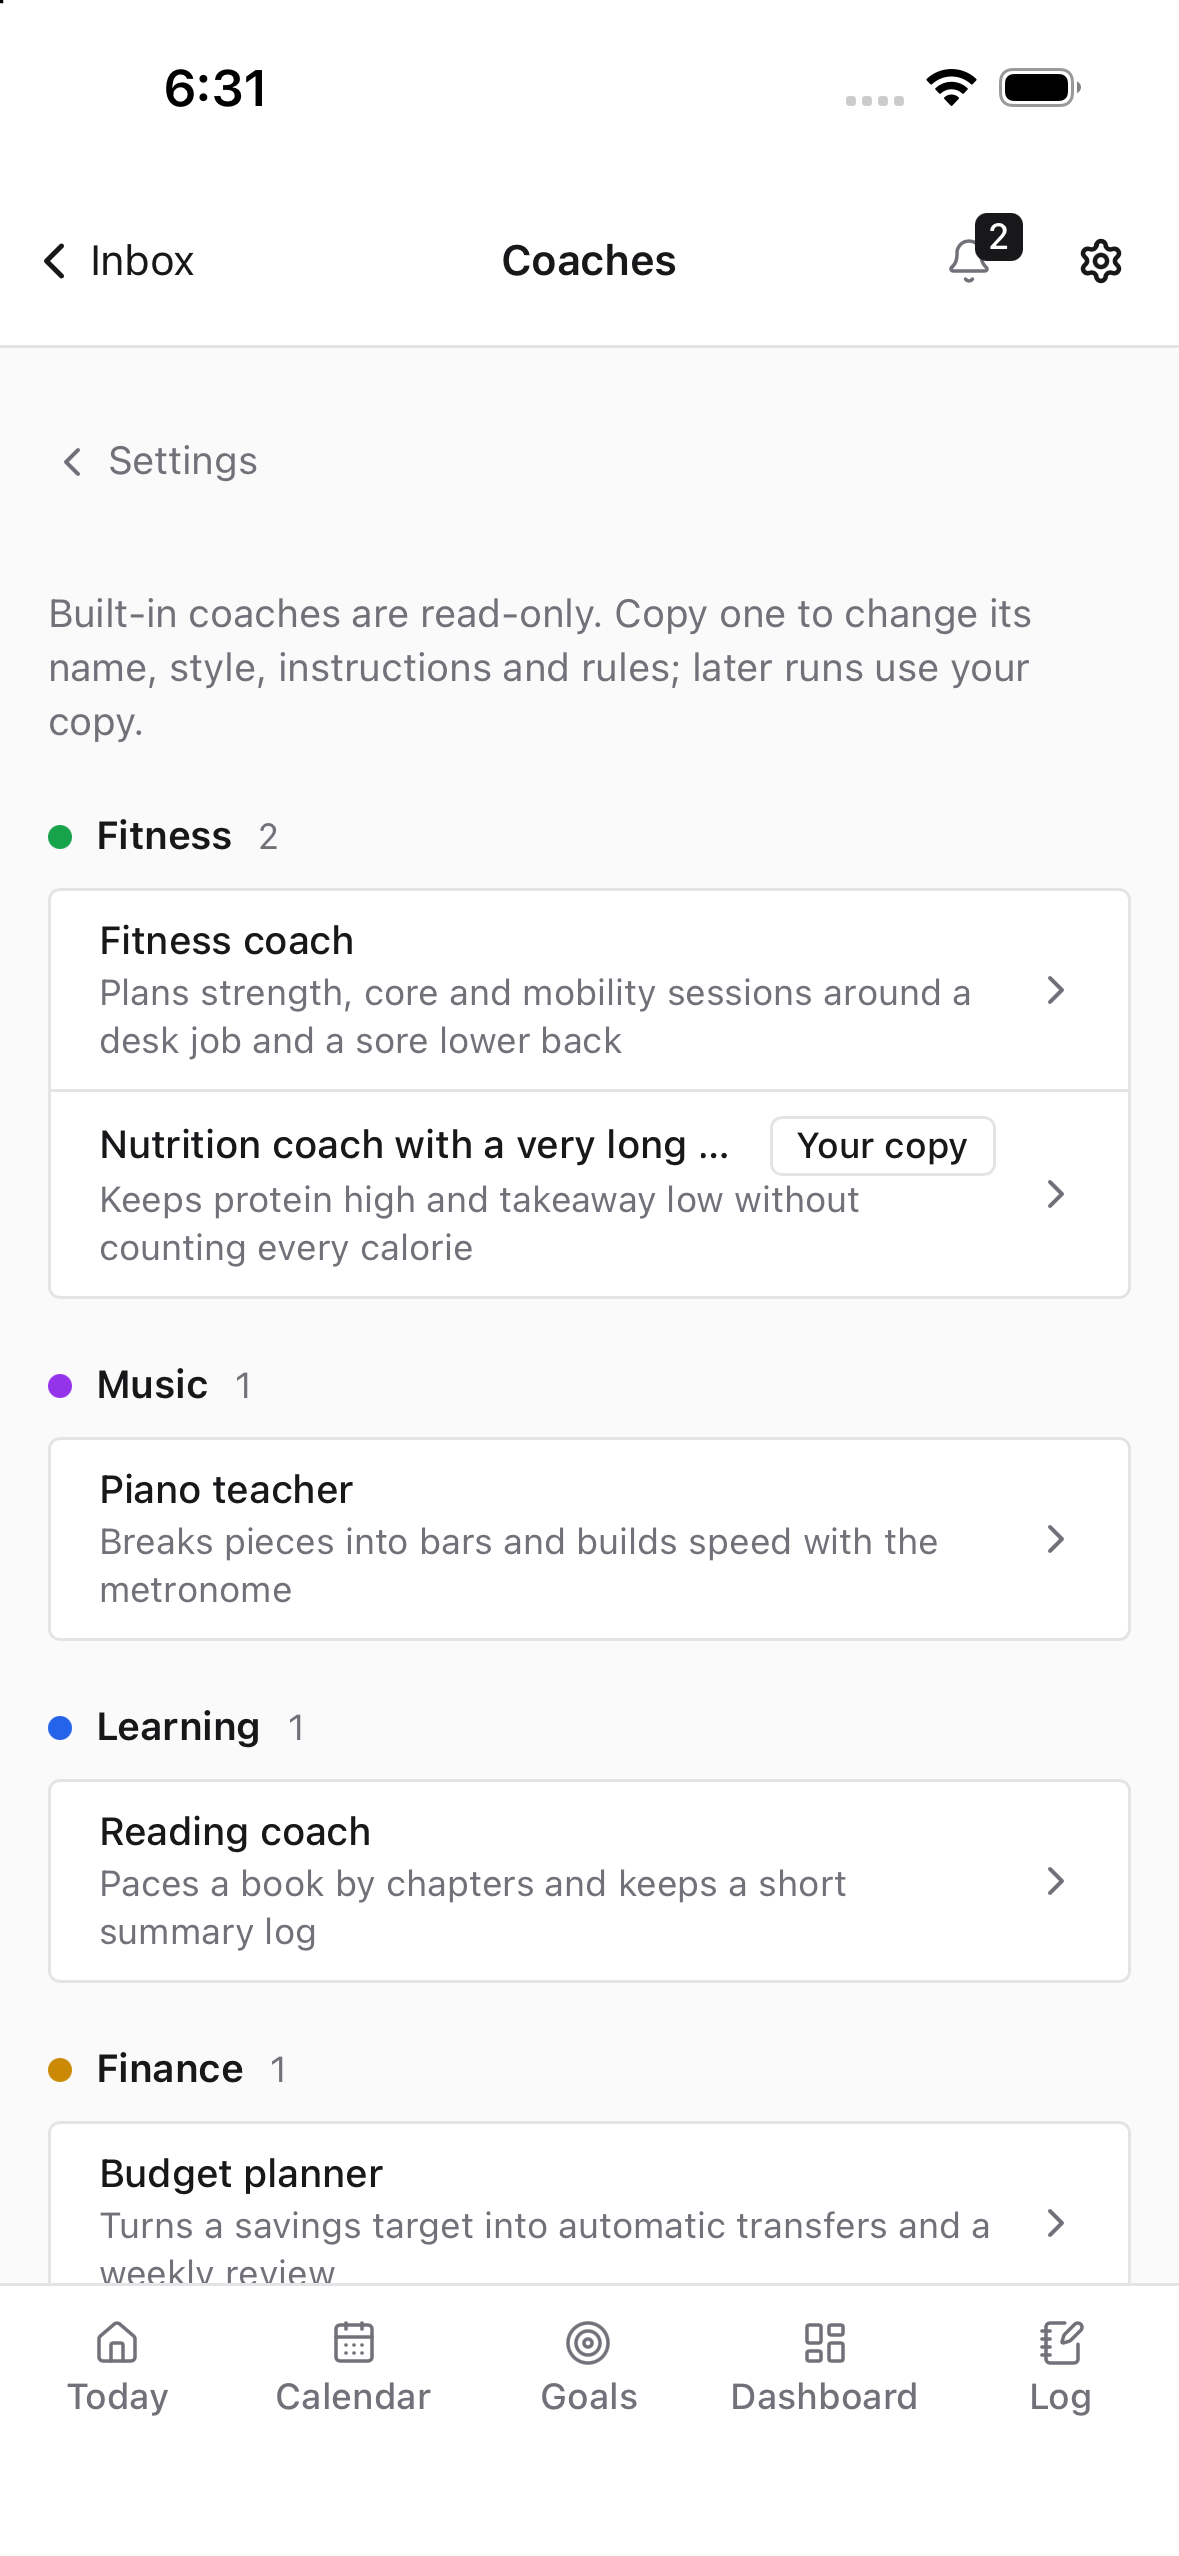 6:31
Inbox
Coaches
2
Settings
Built-in coaches are read-only. Copy one to change its
name, style, instructions and rules; later runs use your
copy.
Fitness 2
Fitness coach
Plans strength, core and mobility sessions around a
desk job and a sore lower back
Nutrition coach with a very long ...
Your copy
Keeps protein high and takeaway low without
counting every calorie
Music 1
Piano teacher
Breaks pieces into bars and builds speed with the
metronome
Learning 1
Reading coach
Paces a book by chapters and keeps a short
summary log
Finance 1
Budget planner
Turns a savings target into automatic transfers and a
weekly review
Today
Calendar
Goals
Dashboard
Log